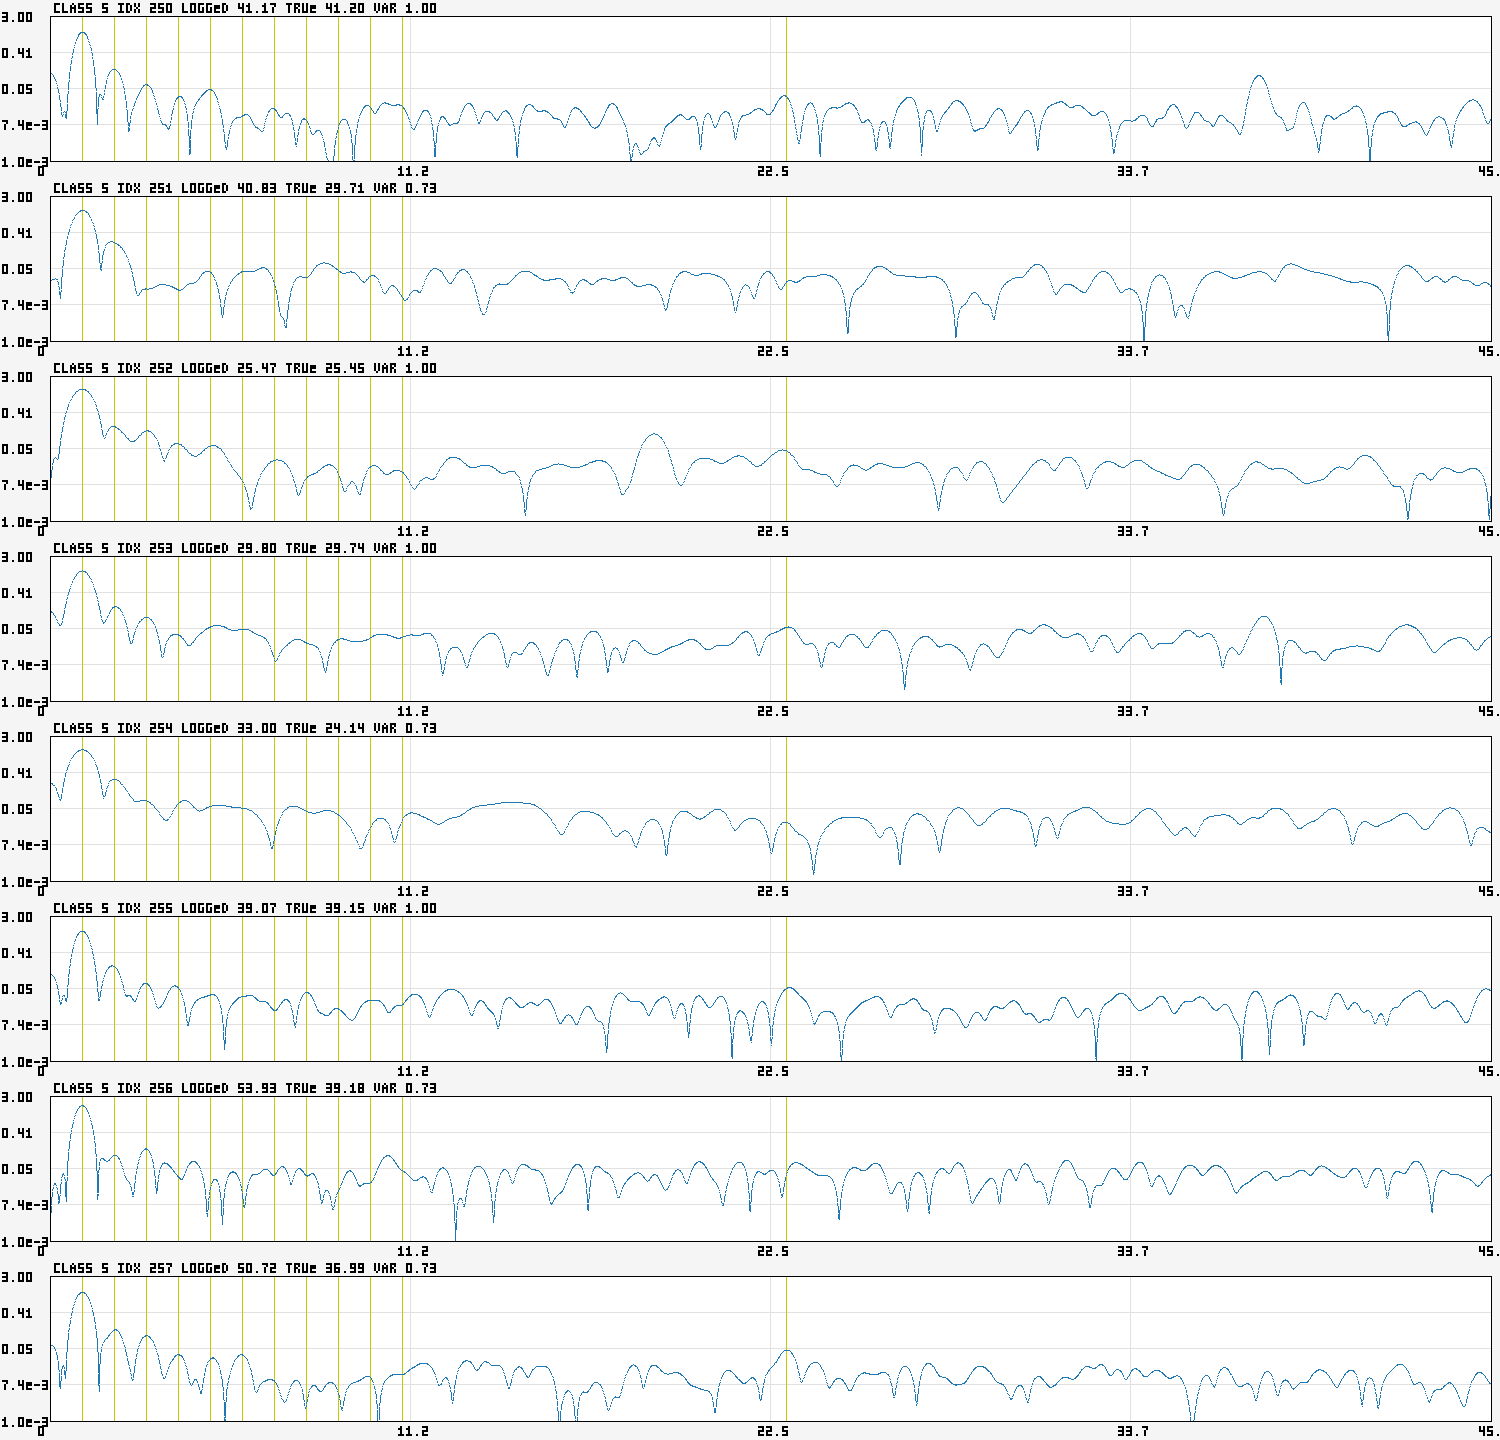 CLASS 5 IDX 250 LOGGED 41.17 TRUE 41.20 VAR 1.00
3.00
0.41
0.05
7.4e-3
1.0e-3
0 11.2 22.5 33.7 45.
CLASS 5 IDX 251 LOGGED 40.83 TRUE 29.71 VAR 0.73
3.00
0.41
0.05
7.4e-3
1.0e-3
0 11.2 22.5 33.7 45.
CLASS 5 IDX 252 LOGGED 25.47 TRUE 25.45 VAR 1.00
3.00
0.41
0.05
7.4e-3
1.0e-3
0 11.2 22.5 33.7 45.
CLASS 5 IDX 253 LOGGED 29.80 TRUE 29.74 VAR 1.00
3.00
0.41
0.05
7.4e-3
1.0e-3
0 11.2 22.5 33.7 45.
CLASS 5 IDX 254 LOGGED 33.00 TRUE 24.14 VAR 0.73
3.00
0.41
0.05
7.4e-3
1.0e-3
0 11.2 22.5 33.7 45.
CLASS 5 IDX 255 LOGGED 39.07 TRUE 39.15 VAR 1.00
3.00
0.41
0.05
7.4e-3
1.0e-3
0 11.2 22.5 33.7 45.
CLASS 5 IDX 256 LOGGED 53.93 TRUE 39.18 VAR 0.73
3.00
0.41
0.05
7.4e-3
1.0e-3
0 11.2 22.5 33.7 45.
CLASS 5 IDX 257 LOGGED 50.72 TRUE 36.99 VAR 0.73
3.00
0.41
0.05
7.4e-3
1.0e-3
0 11.2 22.5 33.7 45.